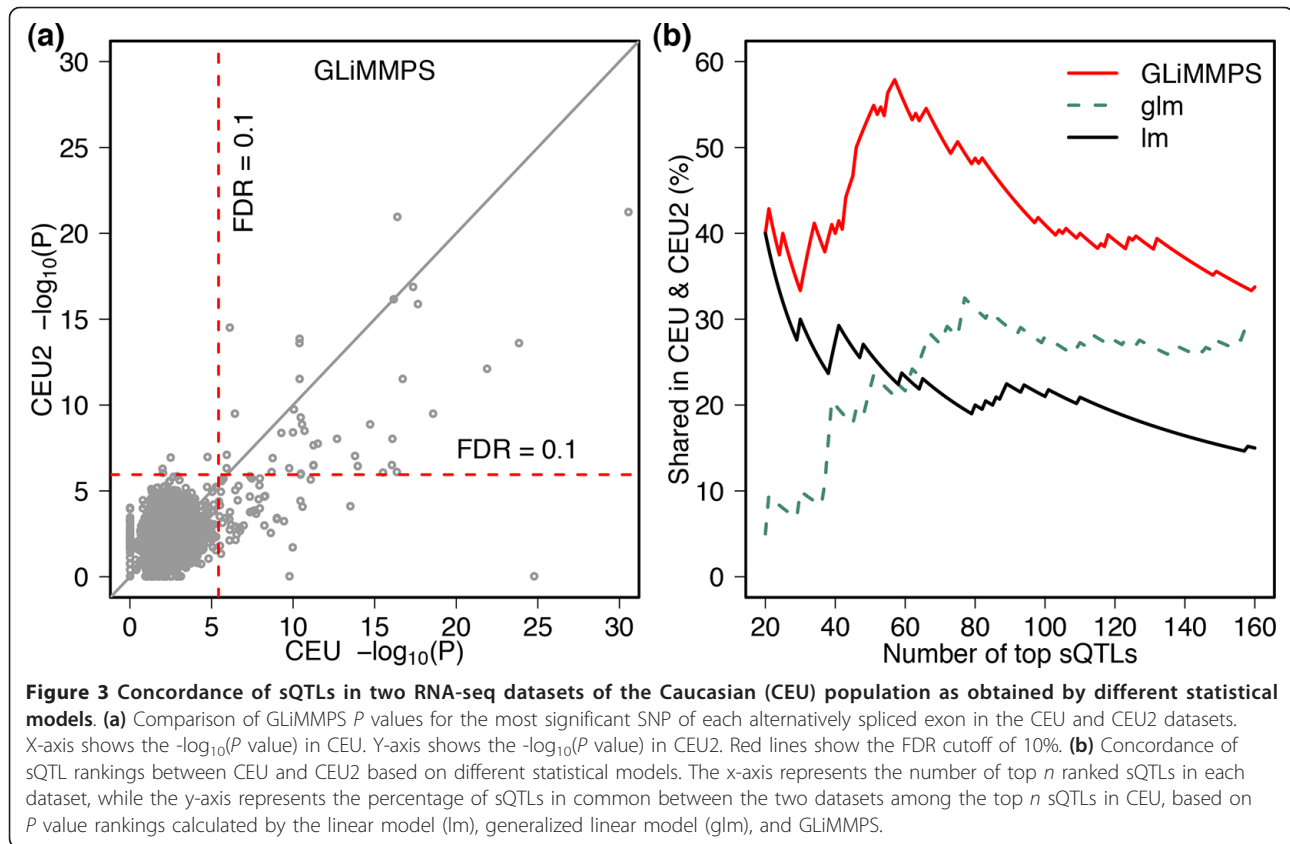 (a)
GLiMMPS
FDR = 0.1
FDR = 0.1
CEU2 -log10(P)
30
25
20
15
10
5
0
0 5 10 15 20 25 30
CEU -log10(P)
(b)
GLiMMPS
glm
lm
Shared in CEU & CEU2 (%)
60
50
40
30
20
10
0
20 40 60 80 100 120 140 160
Number of top sQTLs
Figure 3 Concordance of sQTLs in two RNA-seq datasets of the Caucasian (CEU) population as obtained by different statistical
models. (a) Comparison of GLiMMPS P values for the most significant SNP of each alternatively spliced exon in the CEU and CEU2 datasets.
X-axis shows the -log10(P value) in CEU. Y-axis shows the -log10(P value) in CEU2. Red lines show the FDR cutoff of 10%. (b) Concordance of
sQTL rankings between CEU and CEU2 based on different statistical models. The x-axis represents the number of top n ranked sQTLs in each
dataset, while the y-axis represents the percentage of sQTLs in common between the two datasets among the top n sQTLs in CEU, based on
P value rankings calculated by the linear model (lm), generalized linear model (glm), and GLiMMPS.